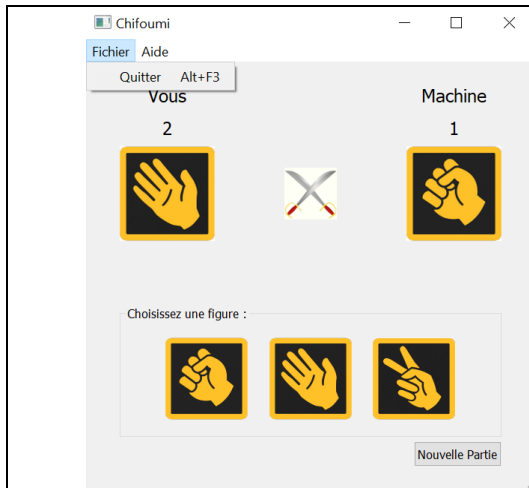 Chifoumi
Fichier Aide
Quitter Alt+F3
Vous Machine
2 1
Choisissez une figure :
Nouvelle Partie